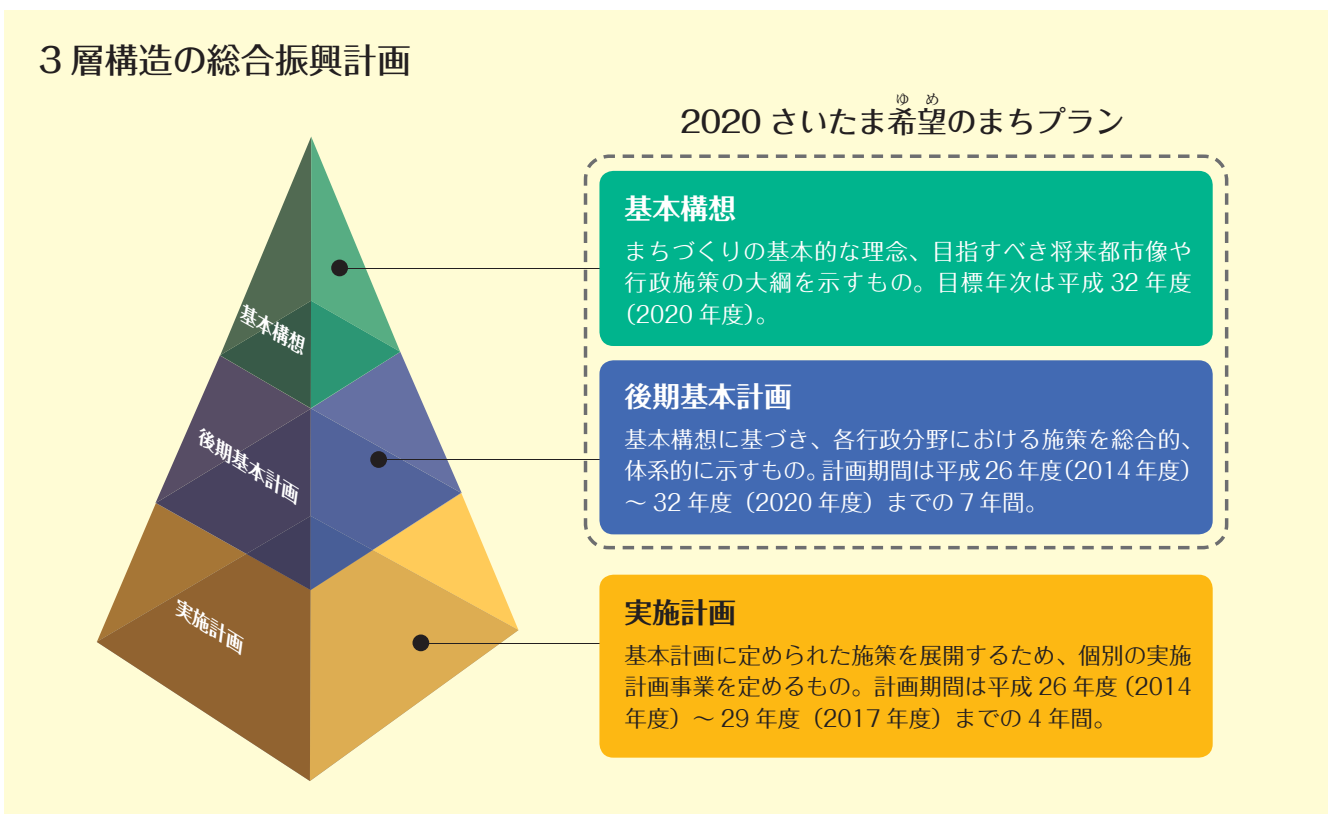 3層構造の総合振興計画
ゆめ
2020 さいたま希望のまちプラン
基本構想
まちづくりの基本的な理念、目指すべき将来都市像や
行政施策の大綱を示すもの。目標年次は平成 32 年度
（2020 年度）。
後期基本計画
基本構想に基づき、各行政分野における施策を総合的、
体系的に示すもの。計画期間は平成 26 年度（2014 年度）
～ 32 年度（2020 年度）までの 7 年間。
実施計画
基本計画に定められた施策を展開するため、個別の実施
計画事業を定めるもの。計画期間は平成 26 年度（2014
年度）～ 29 年度（2017 年度）までの 4 年間。
基本構想
後期基本計画
実施計画